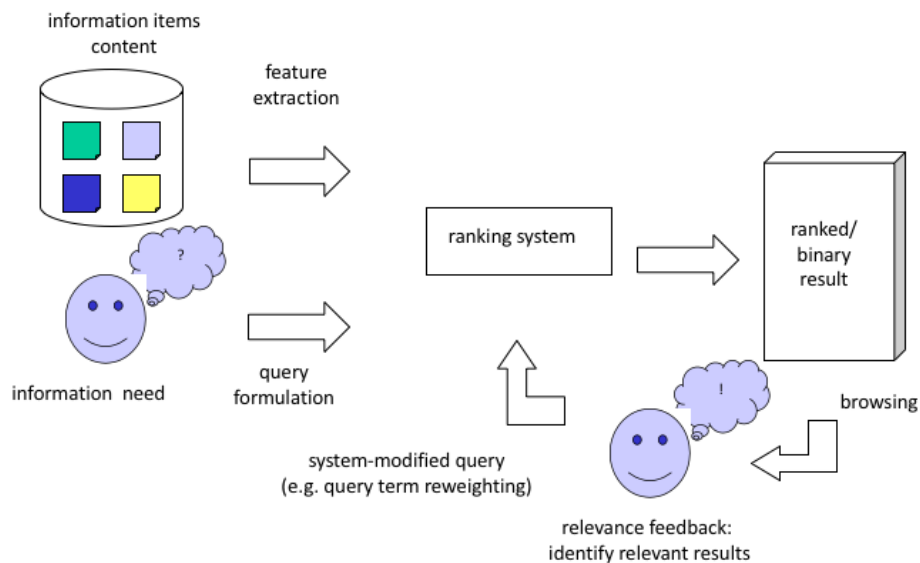 information items
content
feature
extraction
?
ranking system
ranked/
binary
result
information  need
query
formulation
!
browsing
system-modified query
(e.g. query term reweighting)
relevance feedback:
identify relevant results